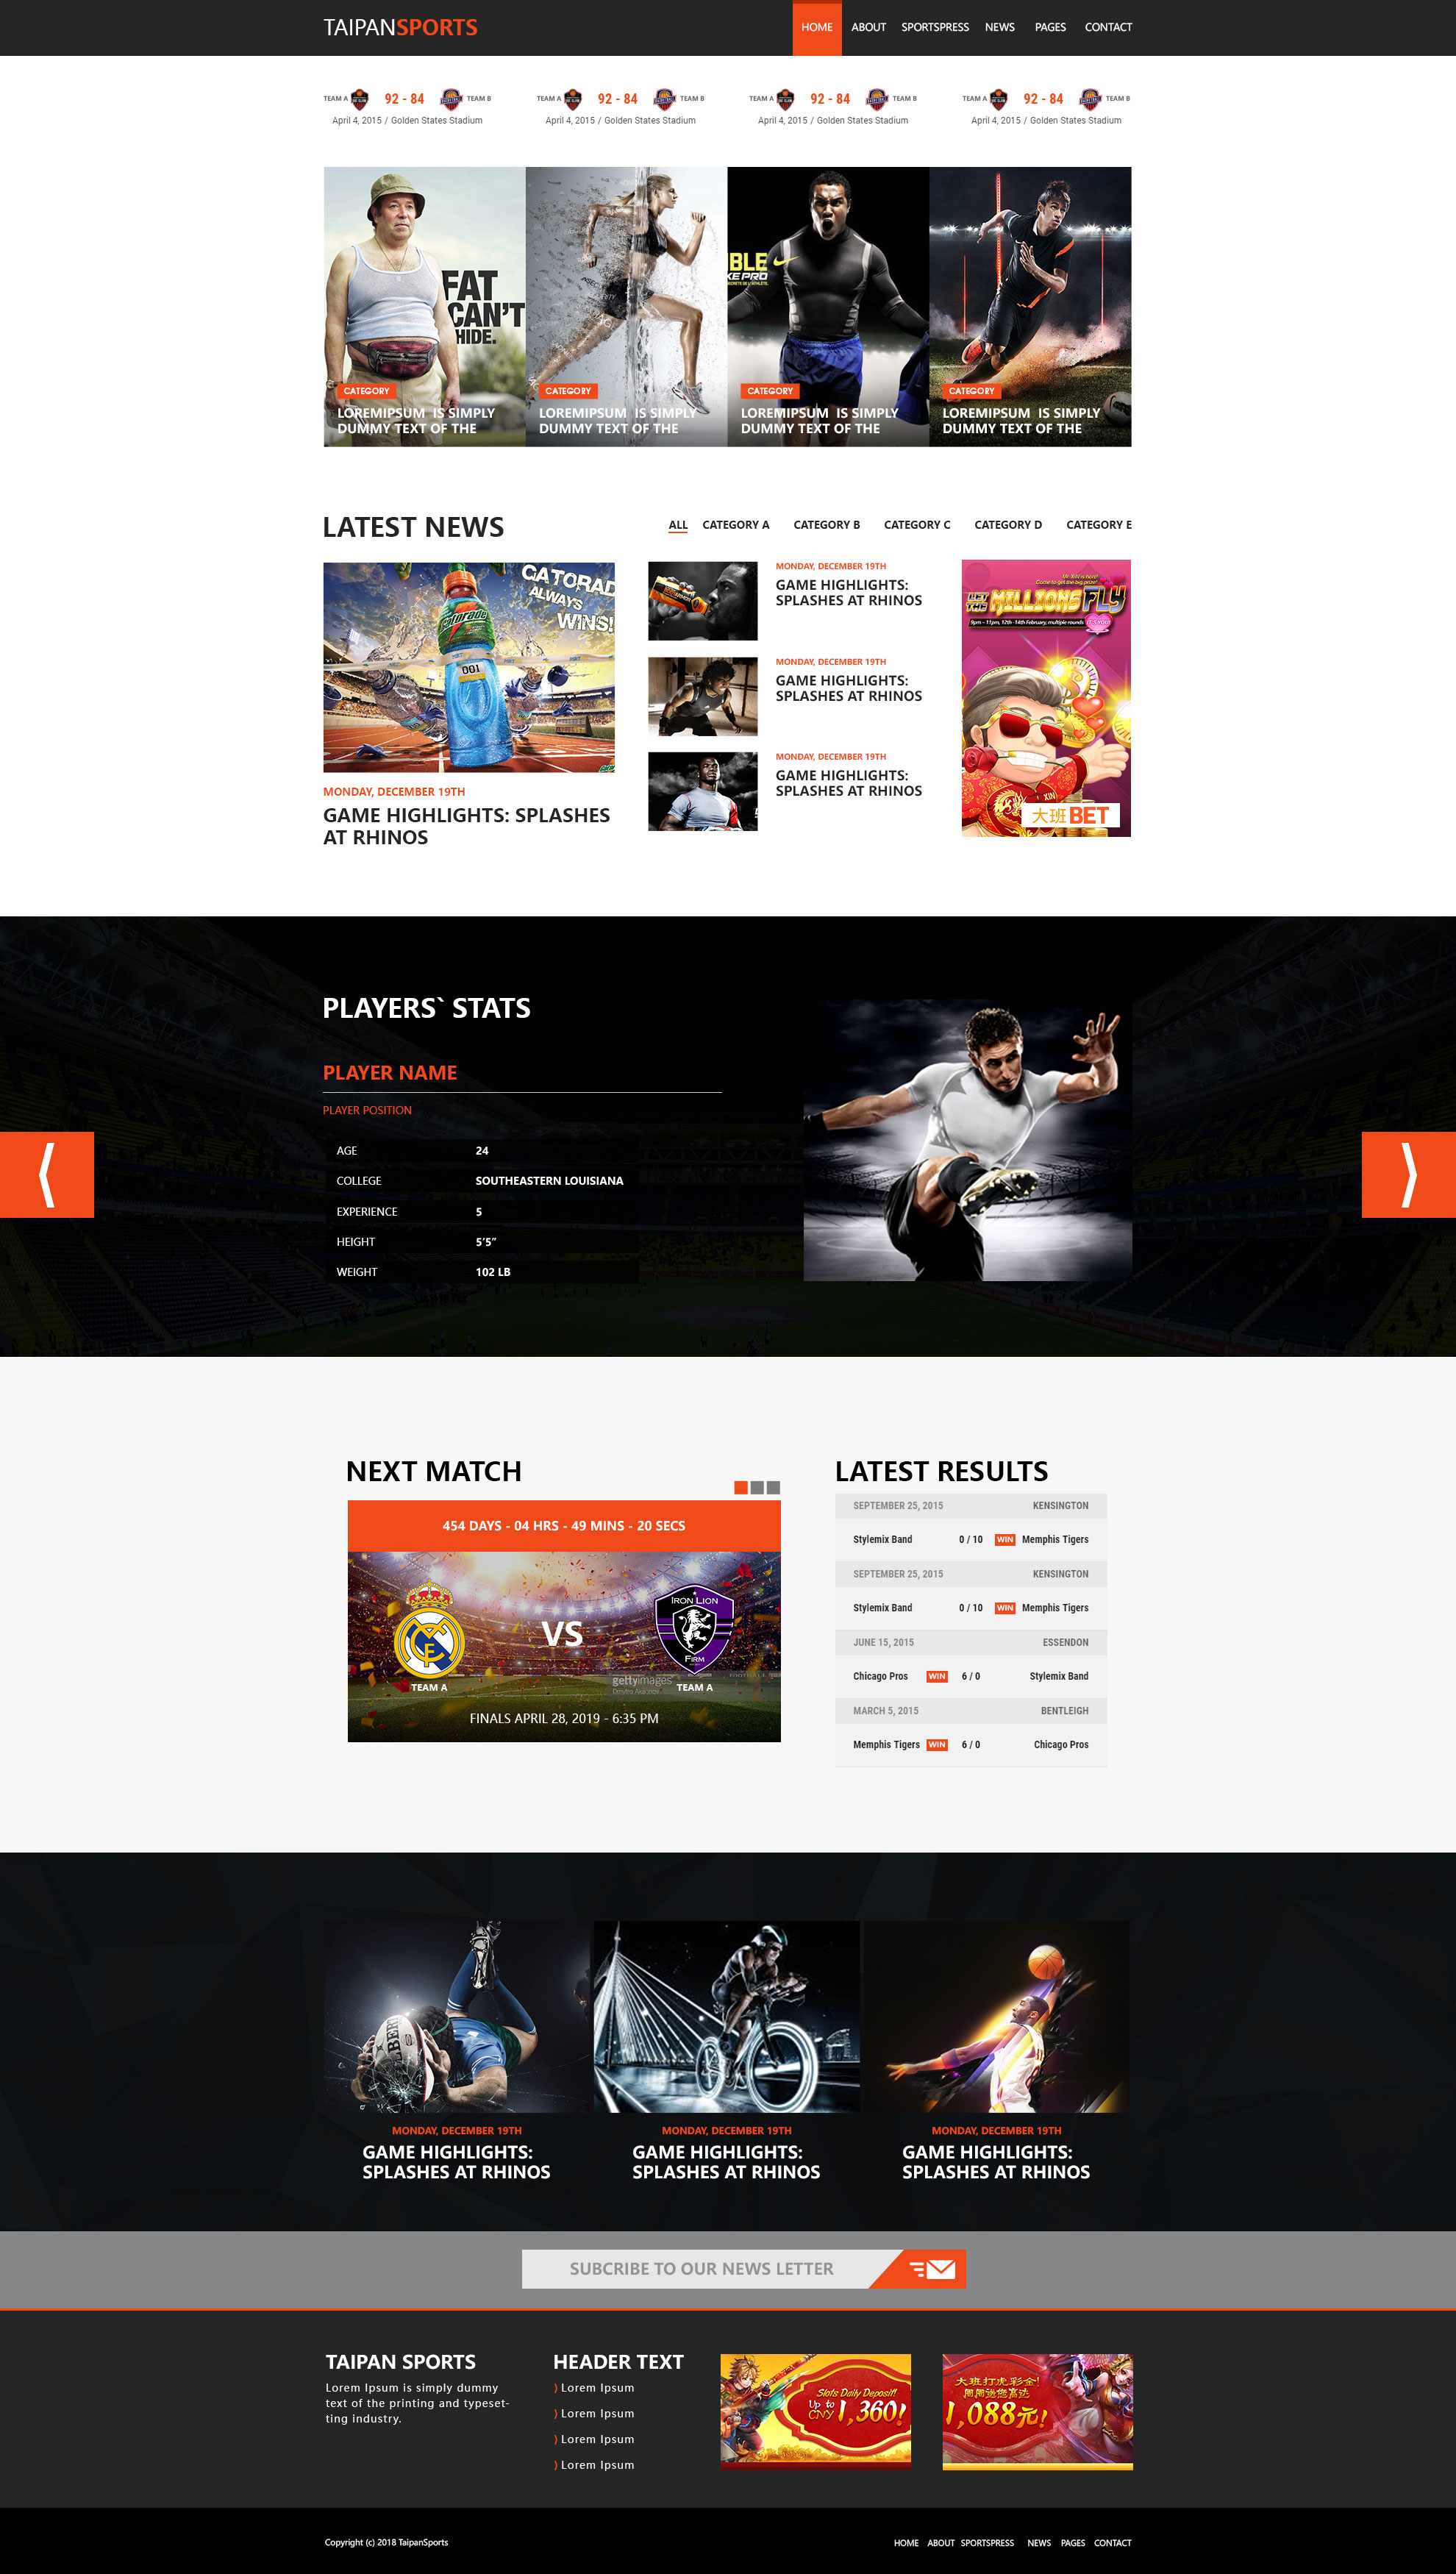 TAIPANSPORTS
HOME ABOUT SPORTSPRESS NEWS PAGES CONTACT
TEAM A 92 - 84 TEAM B
April 4, 2015 / Golden States Stadium
TEAM A 92 - 84 TEAM B
April 4, 2015 / Golden States Stadium
TEAM A 92 - 84 TEAM B
April 4, 2015 / Golden States Stadium
TEAM A 92 - 84 TEAM B
April 4, 2015 / Golden States Stadium
FAT
CAN'T
HIDE.
CATEGORY
LOREMIPSUM IS SIMPLY
DUMMY TEXT OF THE
CATEGORY
LOREMIPSUM IS SIMPLY
DUMMY TEXT OF THE
CATEGORY
LOREMIPSUM IS SIMPLY
DUMMY TEXT OF THE
CATEGORY
LOREMIPSUM IS SIMPLY
DUMMY TEXT OF THE
LATEST NEWS
ALL CATEGORY A CATEGORY B CATEGORY C CATEGORY D CATEGORY E
GATORAD
ALWAYS
WINS!
001
MONDAY, DECEMBER 19TH
GAME HIGHLIGHTS: SPLASHES
AT RHINOS
MONDAY, DECEMBER 19TH
GAME HIGHLIGHTS:
SPLASHES AT RHINOS
MONDAY, DECEMBER 19TH
GAME HIGHLIGHTS:
SPLASHES AT RHINOS
MONDAY, DECEMBER 19TH
GAME HIGHLIGHTS:
SPLASHES AT RHINOS
LET THE MILLIONS FLY
9pm - 11pm, 12th -14th February, multiple rounds
大班BET
PLAYERS` STATS
PLAYER NAME
PLAYER POSITION
AGE 24
COLLEGE SOUTHEASTERN LOUISIANA
EXPERIENCE 5
HEIGHT 5'5”
WEIGHT 102 LB
NEXT MATCH
454 DAYS - 04 HRS - 49 MINS - 20 SECS
IRON LION
FIRM
VS
gettyimages
TEAM A TEAM A
FINALS APRIL 28, 2019 - 6:35 PM
LATEST RESULTS
SEPTEMBER 25, 2015 KENSINGTON
Stylemix Band 0 / 10 WIN Memphis Tigers
SEPTEMBER 25, 2015 KENSINGTON
Stylemix Band 0 / 10 WIN Memphis Tigers
JUNE 15, 2015 ESSENDON
Chicago Pros WIN 6 / 0 Stylemix Band
MARCH 5, 2015 BENTLEIGH
Memphis Tigers WIN 6 / 0 Chicago Pros
MONDAY, DECEMBER 19TH
GAME HIGHLIGHTS:
SPLASHES AT RHINOS
MONDAY, DECEMBER 19TH
GAME HIGHLIGHTS:
SPLASHES AT RHINOS
MONDAY, DECEMBER 19TH
GAME HIGHLIGHTS:
SPLASHES AT RHINOS
SUBCRIBE TO OUR NEWS LETTER
TAIPAN SPORTS
Lorem Ipsum is simply dummy
text of the printing and typeset-
ting industry.
HEADER TEXT
Lorem Ipsum
Lorem Ipsum
Lorem Ipsum
Lorem Ipsum
Slots Daily Deposit!
Up to
CNY 1,360!
大班打虎彩金!
1,088元!
Copyright (c) 2018 TaipanSports
HOME ABOUT SPORTSPRESS NEWS PAGES CONTACT